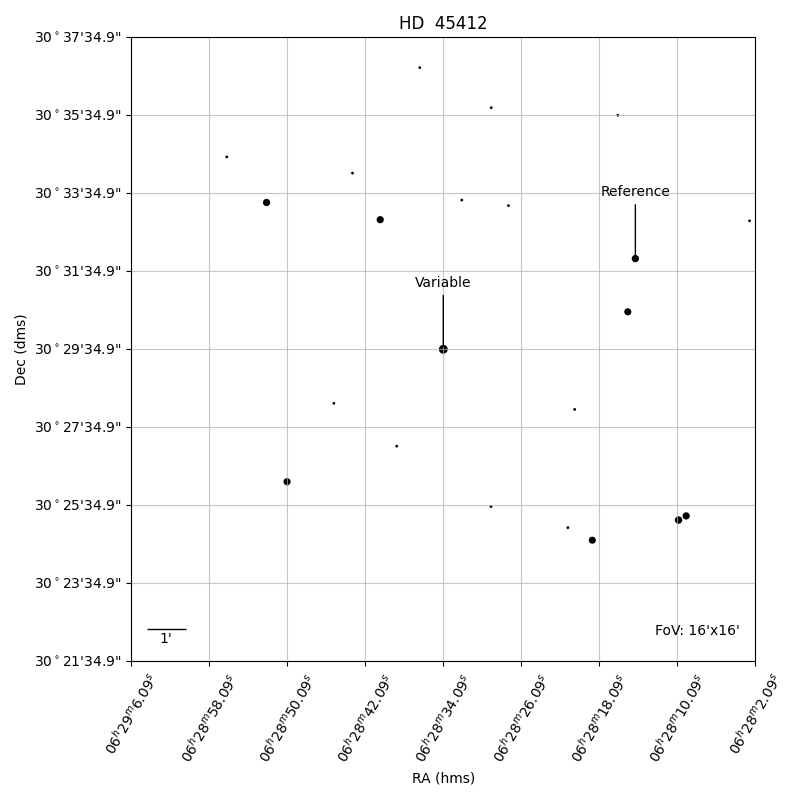 HD 45412
30°37'34.9"
30°35'34.9"
30°33'34.9"
30°31'34.9"
30°29'34.9"
30°27'34.9"
30°25'34.9"
30°23'34.9"
30°21'34.9"
Dec (dms)
Reference
Variable
1'
FoV: 16'x16'
06ʰ29ᵐ6.09ˢ
06ʰ28ᵐ58.09ˢ
06ʰ28ᵐ50.09ˢ
06ʰ28ᵐ42.09ˢ
06ʰ28ᵐ34.09ˢ
06ʰ28ᵐ26.09ˢ
06ʰ28ᵐ18.09ˢ
06ʰ28ᵐ10.09ˢ
06ʰ28ᵐ2.09ˢ
RA (hms)